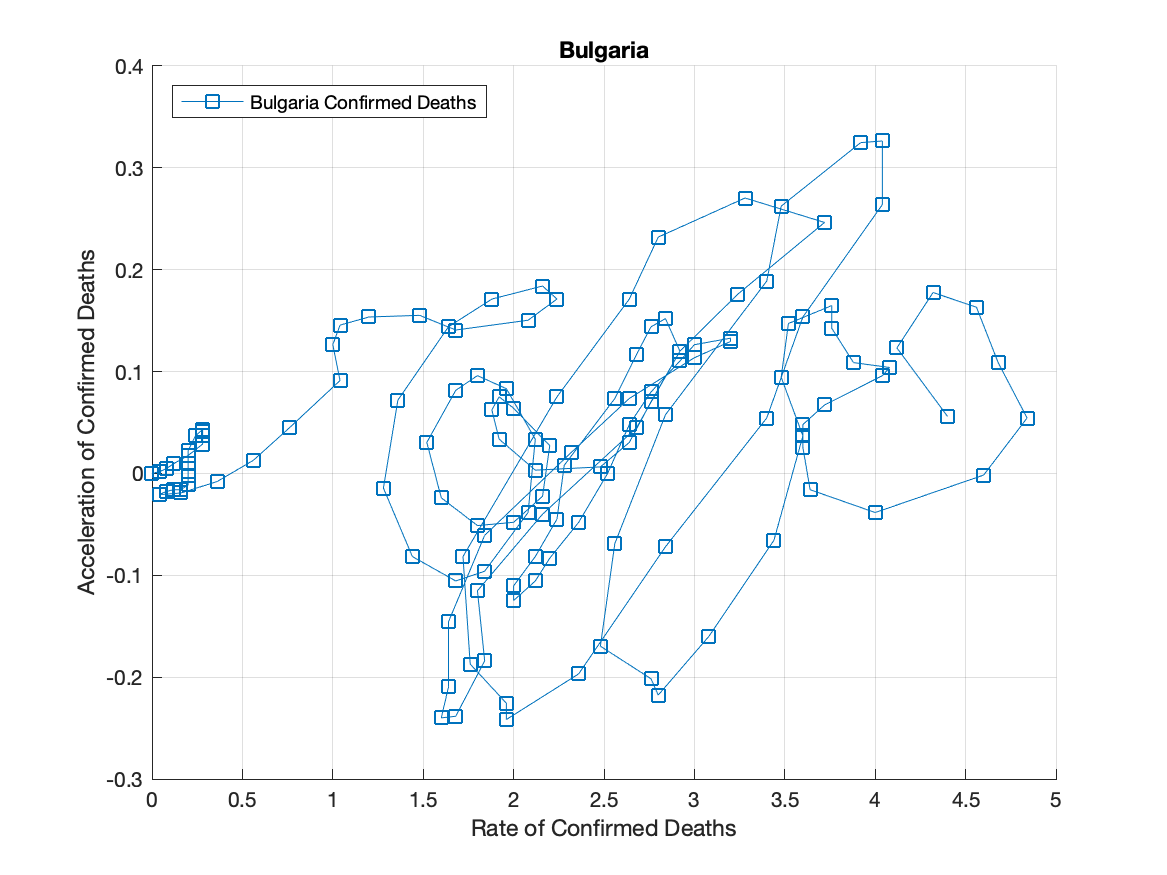 Bulgaria
Bulgaria Confirmed Deaths
0.4
0.3
0.2
0.1
0
-0.1
-0.2
-0.3
Acceleration of Confirmed Deaths
0 0.5 1 1.5 2 2.5 3 3.5 4 4.5 5
Rate of Confirmed Deaths